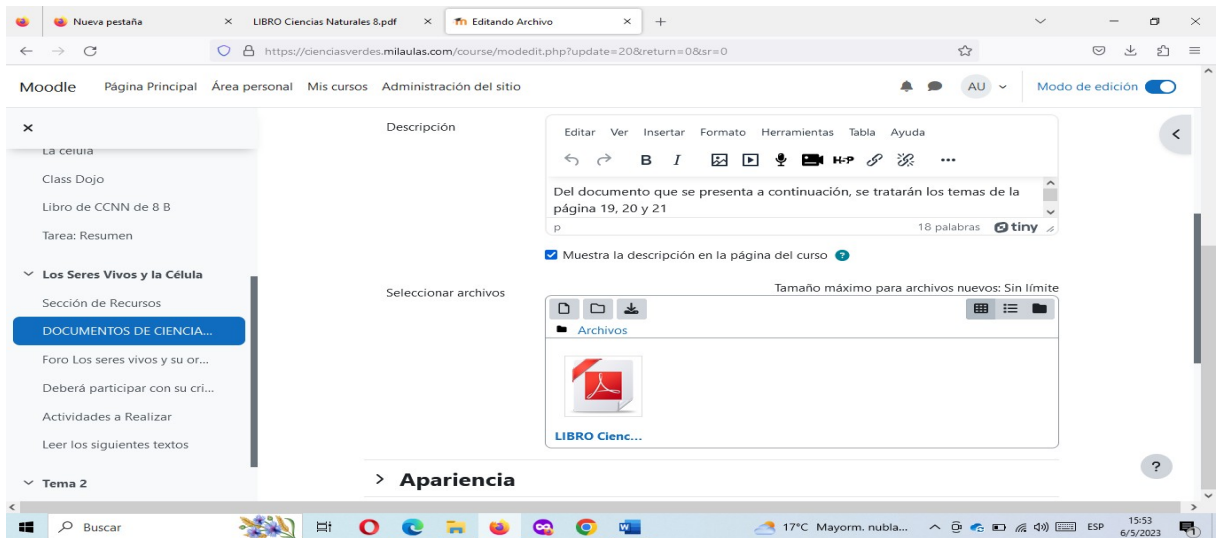 Nueva pestaña
LIBRO Ciencias Naturales 8.pdf
Editando Archivo
https://cienciasverdes.milaulas.com/course/modedit.php?update=20&return=0&sr=0
Moodle Página Principal Área personal Mis cursos Administración del sitio AU Modo de edición
La célula
Class Dojo
Libro de CCNN de 8 B
Tarea: Resumen
Los Seres Vivos y la Célula
Sección de Recursos
DOCUMENTOS DE CIENCIA...
Foro Los seres vivos y su or...
Deberá participar con su cri...
Actividades a Realizar
Leer los siguientes textos
Tema 2
Descripción
Editar Ver Insertar Formato Herramientas Tabla Ayuda
B I H-P ...
Del documento que se presenta a continuación, se tratarán los temas de la
página 19, 20 y 21
p 18 palabras tiny
Muestra la descripción en la página del curso ?
Seleccionar archivos
Tamaño máximo para archivos nuevos: Sin límite
Archivos
LIBRO Cienc...
Apariencia
?
Buscar
17°C Mayorm. nubla... ESP
15:53
6/5/2023